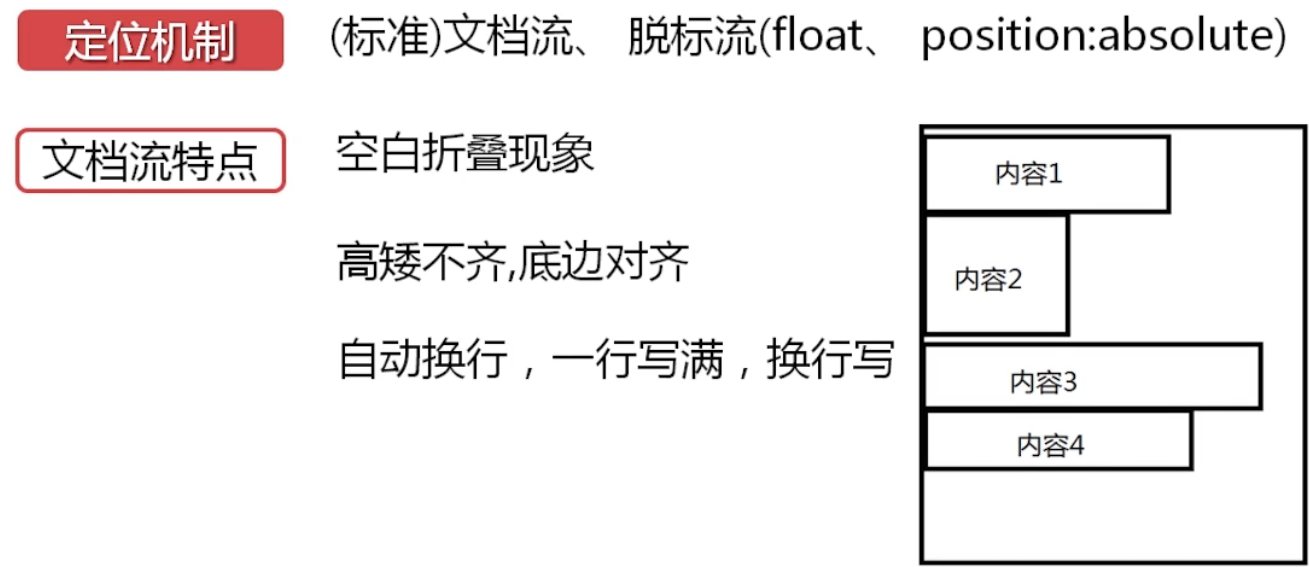 定位机制 (标准)文档流、 脱标流(float、 position:absolute)
文档流特点 空白折叠现象
高矮不齐,底边对齐
自动换行，一行写满，换行写
内容1
内容2
内容3
内容4